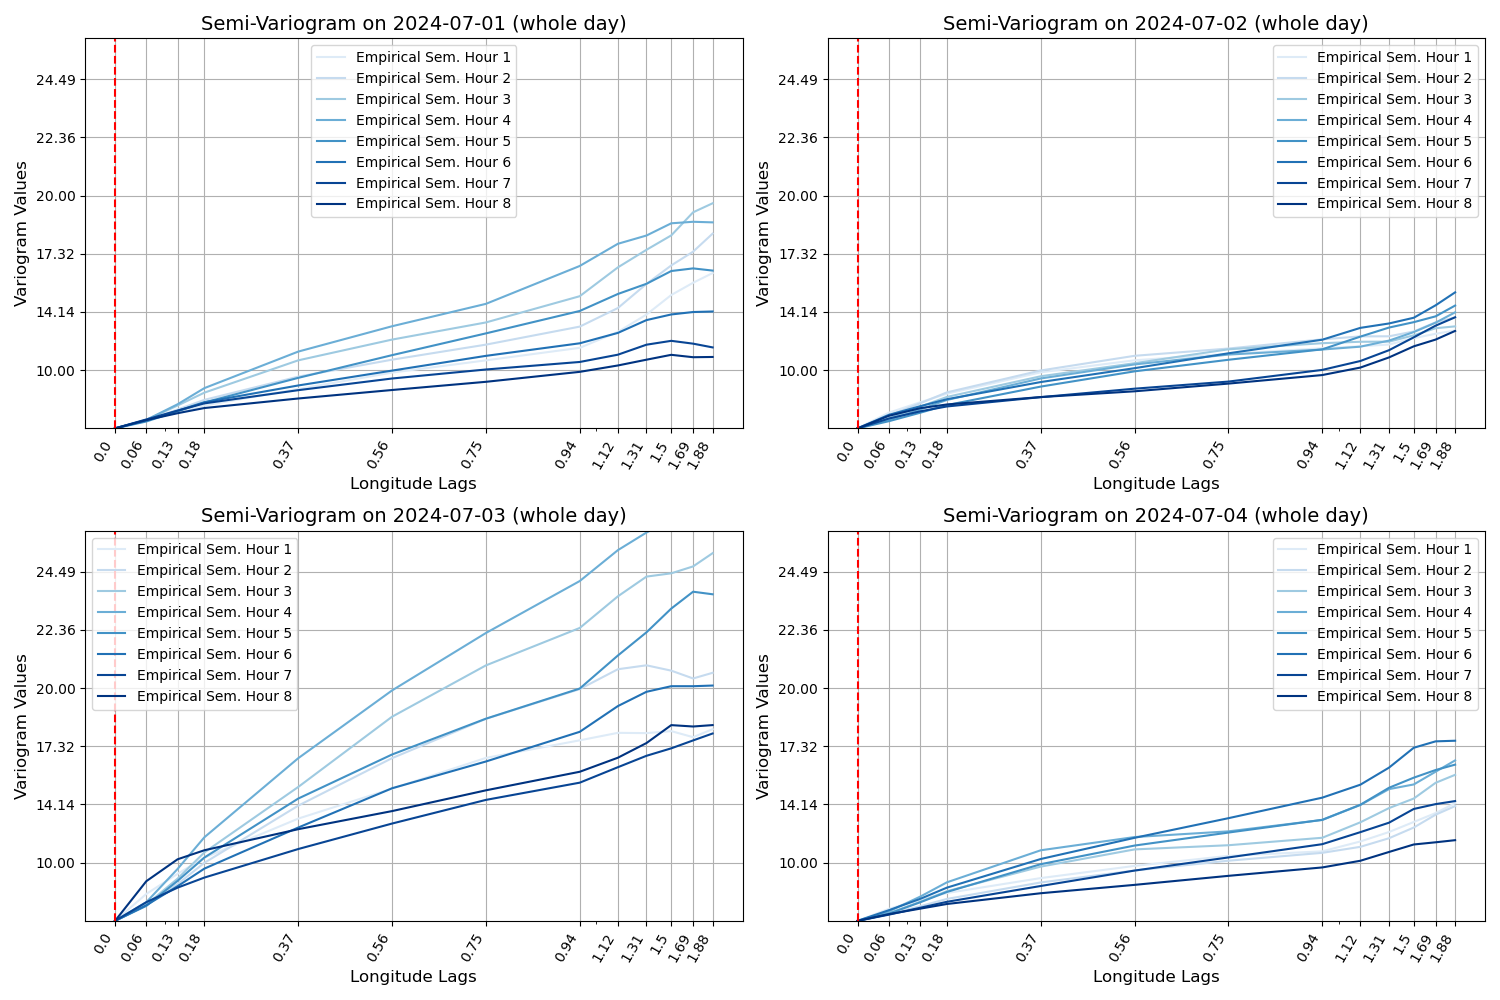 Semi-Variogram on 2024-07-01 (whole day)
Variogram Values
24.49
22.36
20.00
17.32
14.14
10.00
Empirical Sem. Hour 1
Empirical Sem. Hour 2
Empirical Sem. Hour 3
Empirical Sem. Hour 4
Empirical Sem. Hour 5
Empirical Sem. Hour 6
Empirical Sem. Hour 7
Empirical Sem. Hour 8
0.0 0.06 0.13 0.18 0.37 0.56 0.75 0.94 1.12 1.31 1.5 1.69 1.88
Longitude Lags
Semi-Variogram on 2024-07-02 (whole day)
Variogram Values
24.49
22.36
20.00
17.32
14.14
10.00
Empirical Sem. Hour 1
Empirical Sem. Hour 2
Empirical Sem. Hour 3
Empirical Sem. Hour 4
Empirical Sem. Hour 5
Empirical Sem. Hour 6
Empirical Sem. Hour 7
Empirical Sem. Hour 8
0.0 0.06 0.13 0.18 0.37 0.56 0.75 0.94 1.12 1.31 1.5 1.69 1.88
Longitude Lags
Semi-Variogram on 2024-07-03 (whole day)
Variogram Values
24.49
22.36
20.00
17.32
14.14
10.00
Empirical Sem. Hour 1
Empirical Sem. Hour 2
Empirical Sem. Hour 3
Empirical Sem. Hour 4
Empirical Sem. Hour 5
Empirical Sem. Hour 6
Empirical Sem. Hour 7
Empirical Sem. Hour 8
0.0 0.06 0.13 0.18 0.37 0.56 0.75 0.94 1.12 1.31 1.5 1.69 1.88
Longitude Lags
Semi-Variogram on 2024-07-04 (whole day)
Variogram Values
24.49
22.36
20.00
17.32
14.14
10.00
Empirical Sem. Hour 1
Empirical Sem. Hour 2
Empirical Sem. Hour 3
Empirical Sem. Hour 4
Empirical Sem. Hour 5
Empirical Sem. Hour 6
Empirical Sem. Hour 7
Empirical Sem. Hour 8
0.0 0.06 0.13 0.18 0.37 0.56 0.75 0.94 1.12 1.31 1.5 1.69 1.88
Longitude Lags